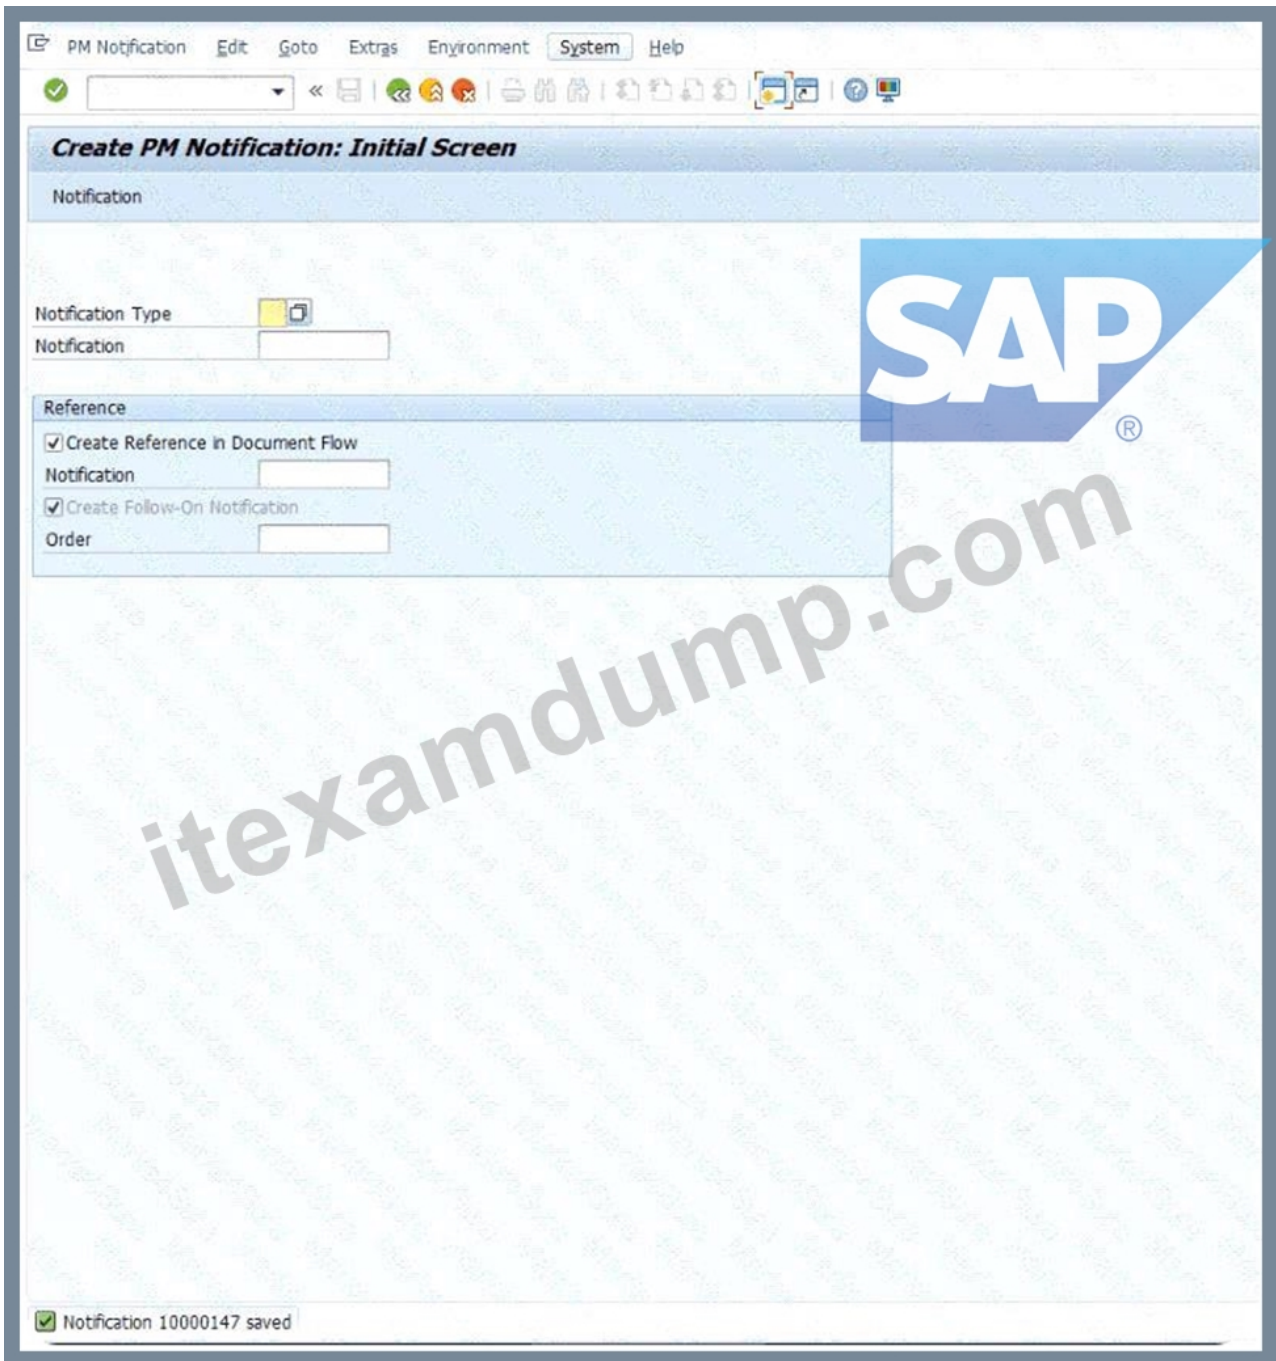 PM Notification Edit Goto Extras Environment System Help
Create PM Notification: Initial Screen
Notification
Notification Type
Notification
Reference
Create Reference in Document Flow
Notification
Create Follow-On Notification
Order
SAP
®
itexamdump.com
Notification 10000147 saved